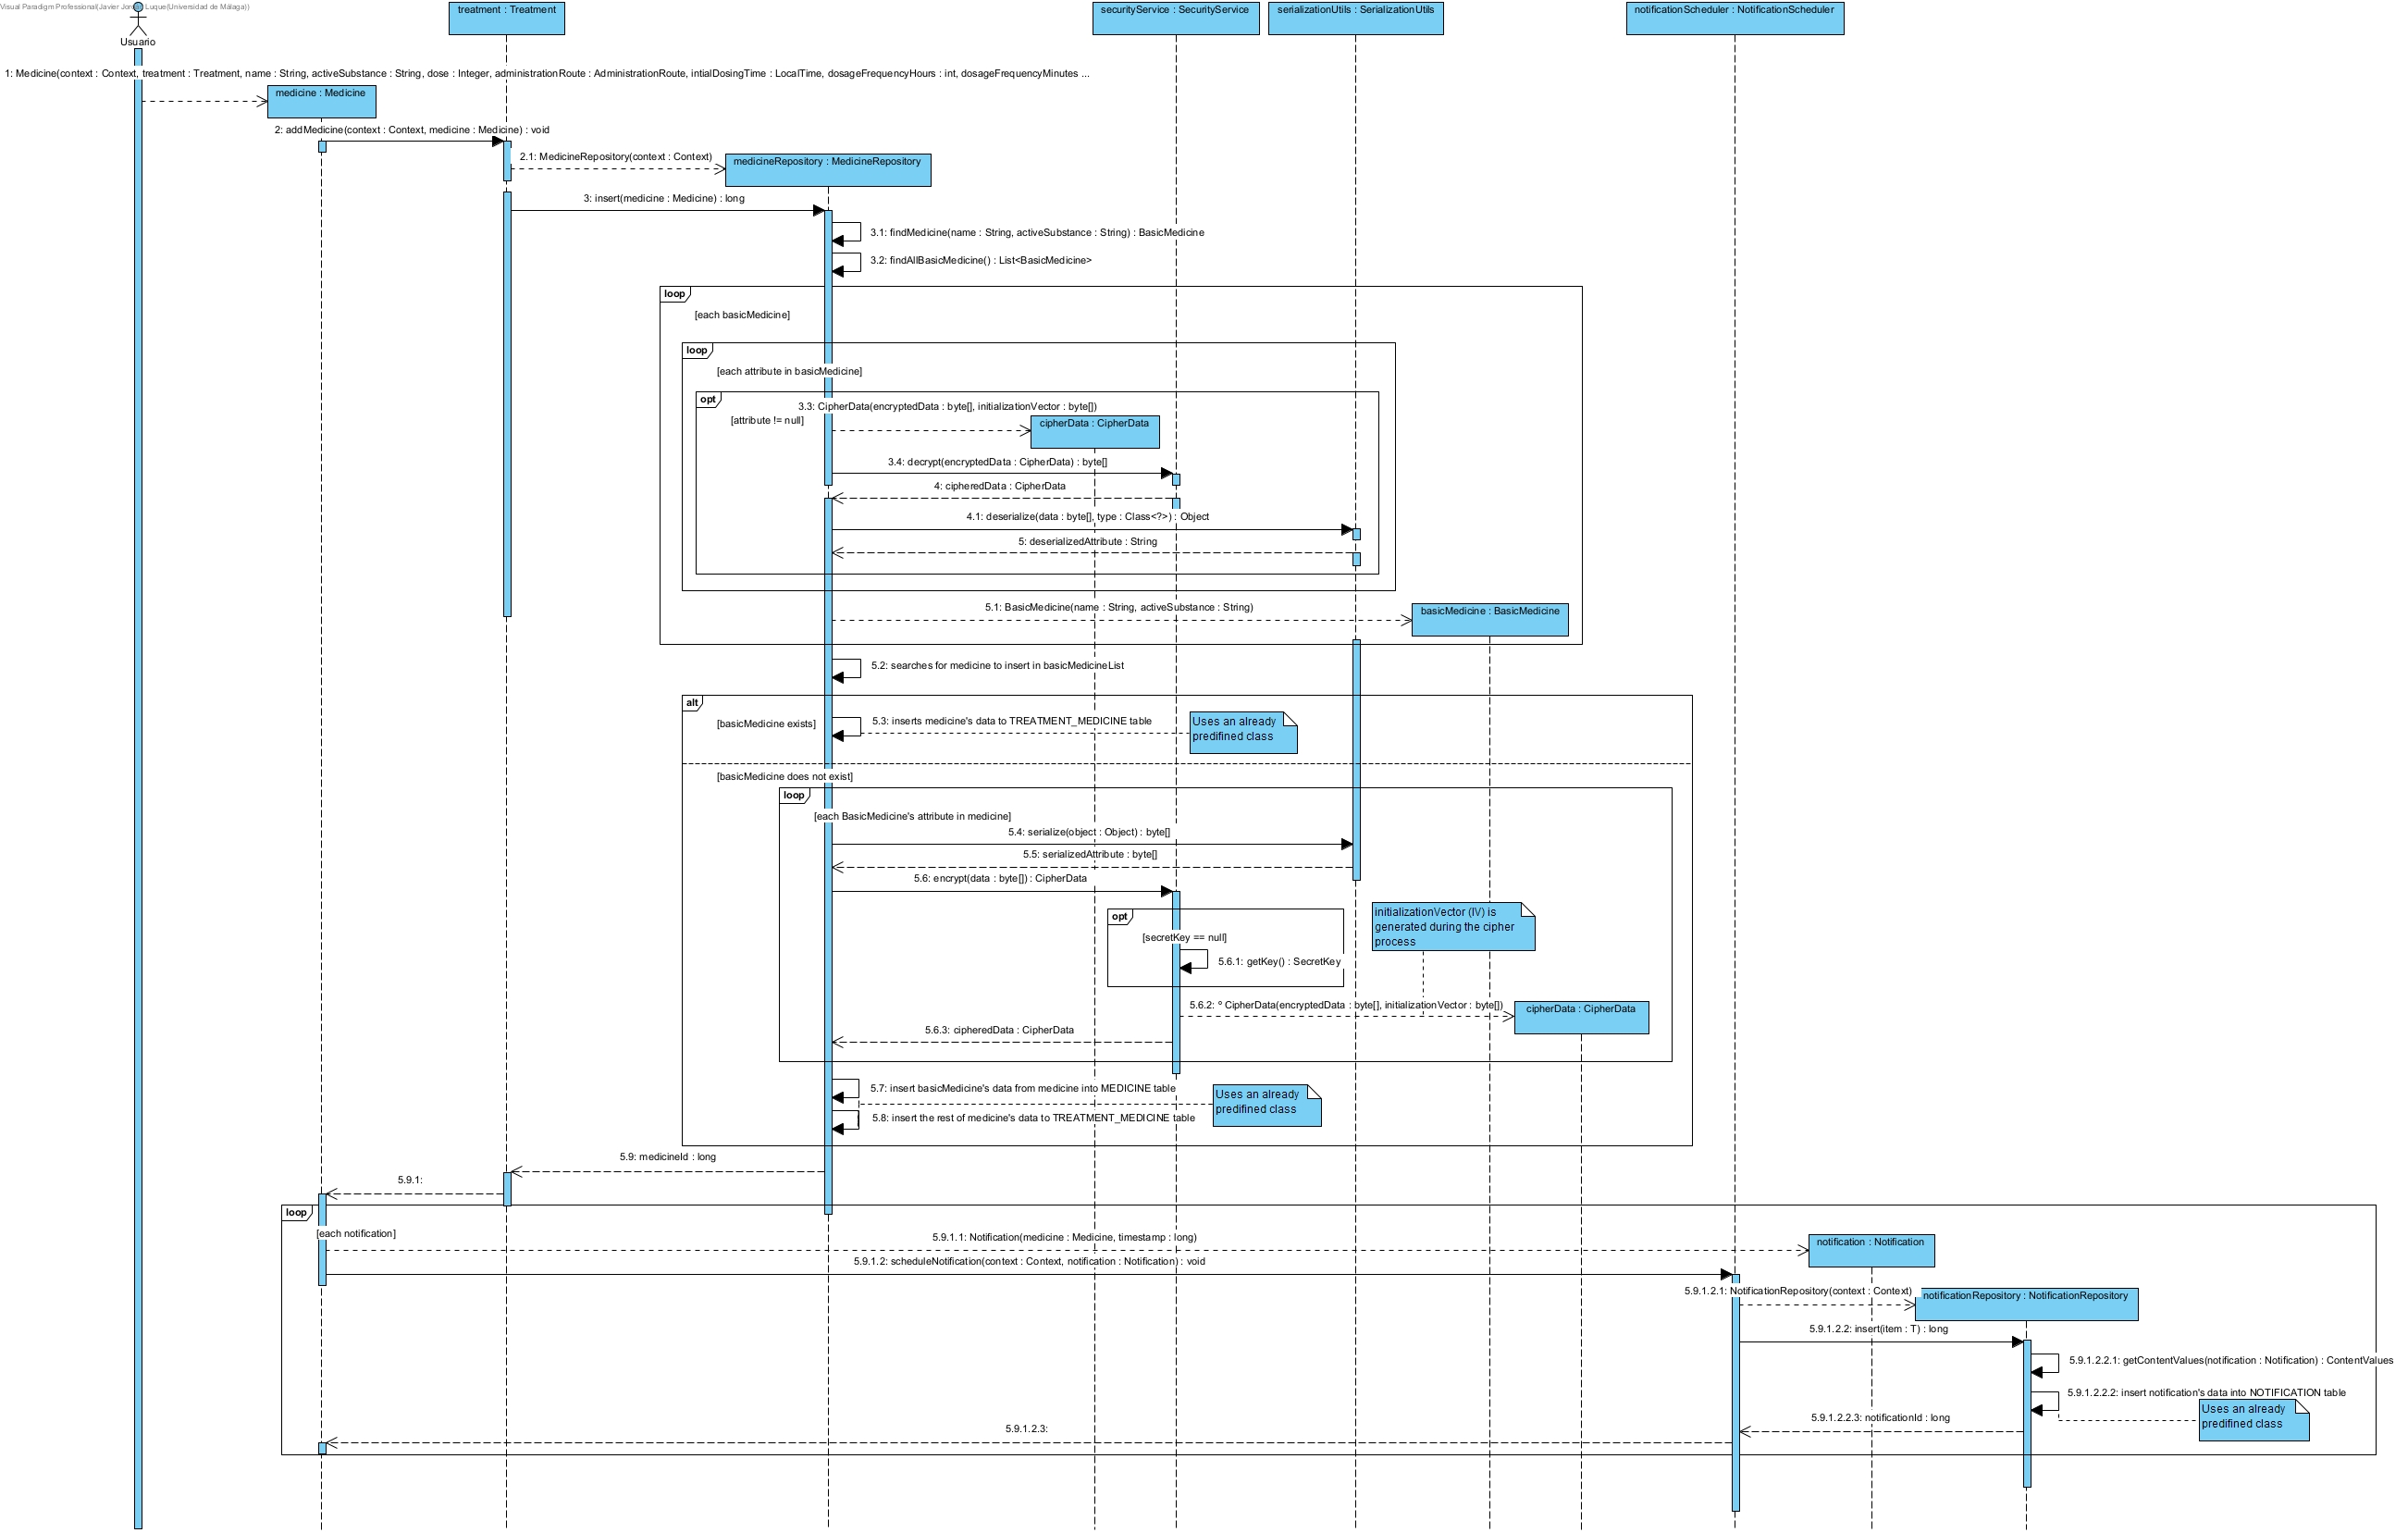 Visual Paradigm Professional(Javier Jor Luque(Universidad de Málaga))
treatment : Treatment
securityService : SecurityService
serializationUtils : SerializationUtils
notificationScheduler : NotificationScheduler
Usuario
1: Medicine(context : Context, treatment : Treatment, name : String, activeSubstance : String, dose : Integer, administrationRoute : AdministrationRoute, intialDosingTime : LocalTime, dosageFrequencyHours : int, dosageFrequencyMinutes ...
medicine : Medicine
2: addMedicine(context : Context, medicine : Medicine) : void
2.1: MedicineRepository(context : Context)
medicineRepository : MedicineRepository
3: insert(medicine : Medicine) : long
3.1: findMedicine(name : String, activeSubstance : String) : BasicMedicine
3.2: findAllBasicMedicine() : List<BasicMedicine>
loop
[each basicMedicine]
loop
[each attribute in basicMedicine]
opt
3.3: CipherData(encryptedData : byte[], initializationVector : byte[])
[attribute != null]
cipherData : CipherData
3.4: decrypt(encryptedData : CipherData) : byte[]
4: cipheredData : CipherData
4.1: deserialize(data : byte[], type : Class<?>) : Object
5: deserializedAttribute : String
5.1: BasicMedicine(name : String, activeSubstance : String)
basicMedicine : BasicMedicine
5.2: searches for medicine to insert in basicMedicineList
alt
[basicMedicine exists]
5.3: inserts medicine's data to TREATMENT_MEDICINE table
Uses an already
predifined class
[basicMedicine does not exist]
loop
[each BasicMedicine's attribute in medicine]
5.4: serialize(object : Object) : byte[]
5.5: serializedAttribute : byte[]
5.6: encrypt(data : byte[]) : CipherData
opt
[secretKey == null]
5.6.1: getKey() : SecretKey
initializationVector (IV) is
generated during the cipher
process
5.6.2: º CipherData(encryptedData : byte[], initializationVector : byte[])
cipherData : CipherData
5.6.3: cipheredData : CipherData
5.7: insert basicMedicine's data from medicine into MEDICINE table
Uses an already
predifined class
5.8: insert the rest of medicine's data to TREATMENT_MEDICINE table
5.9: medicineId : long
5.9.1:
loop
[each notification]
5.9.1.1: Notification(medicine : Medicine, timestamp : long)
notification : Notification
5.9.1.2: scheduleNotification(context : Context, notification : Notification) : void
5.9.1.2.1: NotificationRepository(context : Context)
notificationRepository : NotificationRepository
5.9.1.2.2: insert(item : T) : long
5.9.1.2.2.1: getContentValues(notification : Notification) : ContentValues
5.9.1.2.2.2: insert notification's data into NOTIFICATION table
Uses an already
predifined class
5.9.1.2.2.3: notificationId : long
5.9.1.2.3: